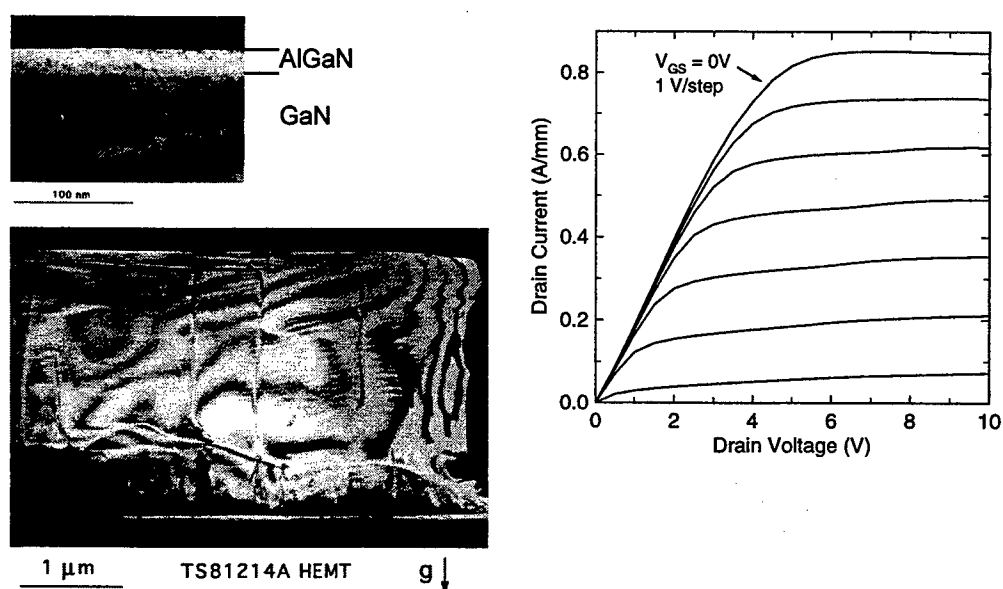 AlGaN
GaN
100 nm
1 µm
TS81214A HEMT
g
V_GS = 0V
1 V/step
Drain Current (A/mm)
0.8
0.6
0.4
0.2
0.0
0
2
4
6
8
10
Drain Voltage (V)